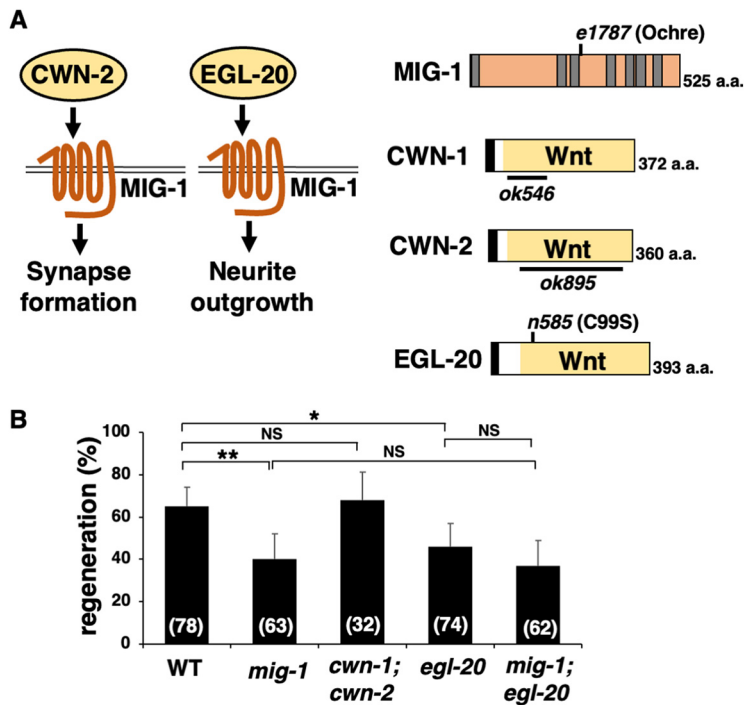 A
CWN-2
EGL-20
MIG-1
MIG-1
Synapse
formation
Neurite
outgrowth
e1787 (Ochre)
MIG-1
525 a.a.
CWN-1
Wnt
372 a.a.
ok546
CWN-2
Wnt
360 a.a.
ok895
n585 (C99S)
EGL-20
Wnt
393 a.a.
B
regeneration (%)
100
80
60
40
20
0
*
NS
NS
**
NS
(78)
(63)
(32)
(74)
(62)
WT
mig-1
cwn-1;
cwn-2
egl-20
mig-1;
egl-20